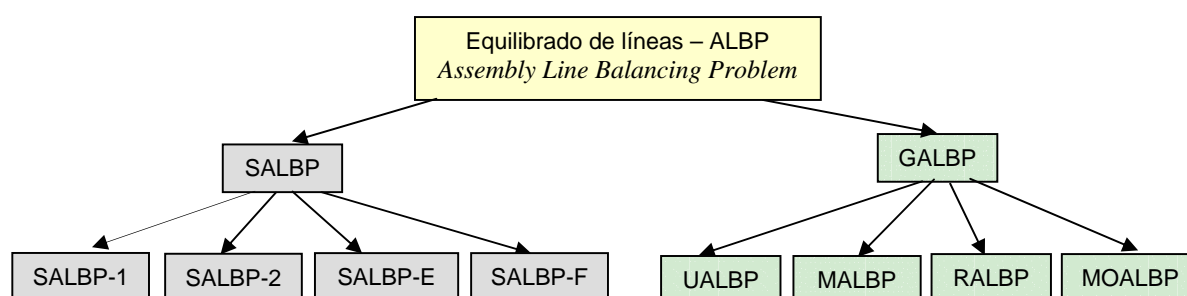 Equilibrado de líneas – ALBP
Assembly Line Balancing Problem
SALBP
GALBP
SALBP-1
SALBP-2
SALBP-E
SALBP-F
UALBP
MALBP
RALBP
MOALBP